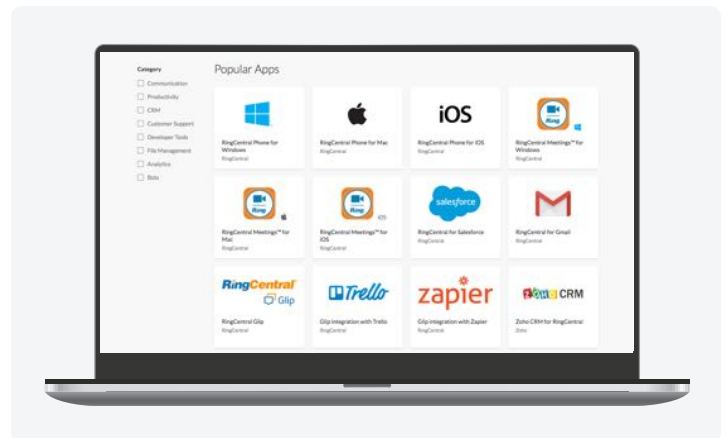 Category
Communication
Productivity
CRM
Customer Support
Developer Tools
File Management
Analytics
Bots
Popular Apps
RingCentral Phone for
Windows
RingCentral
RingCentral Phone for Mac
RingCentral
iOS
RingCentral Phone for iOS
RingCentral
Ring
RingCentral Meetings™ for
Windows
RingCentral
Ring
RingCentral Meetings™ for
Mac
RingCentral
Ring
iOS
RingCentral Meetings™ for
iOS
RingCentral
salesforce
RingCentral for Salesforce
RingCentral
RingCentral for Gmail
RingCentral
RingCentral
Glip
RingCentral Glip
RingCentral
Trello
Glip integration with Trello
RingCentral
zapier
Glip integration with Zapier
RingCentral
ZOHO CRM
Zoho CRM for RingCentral
Zoho